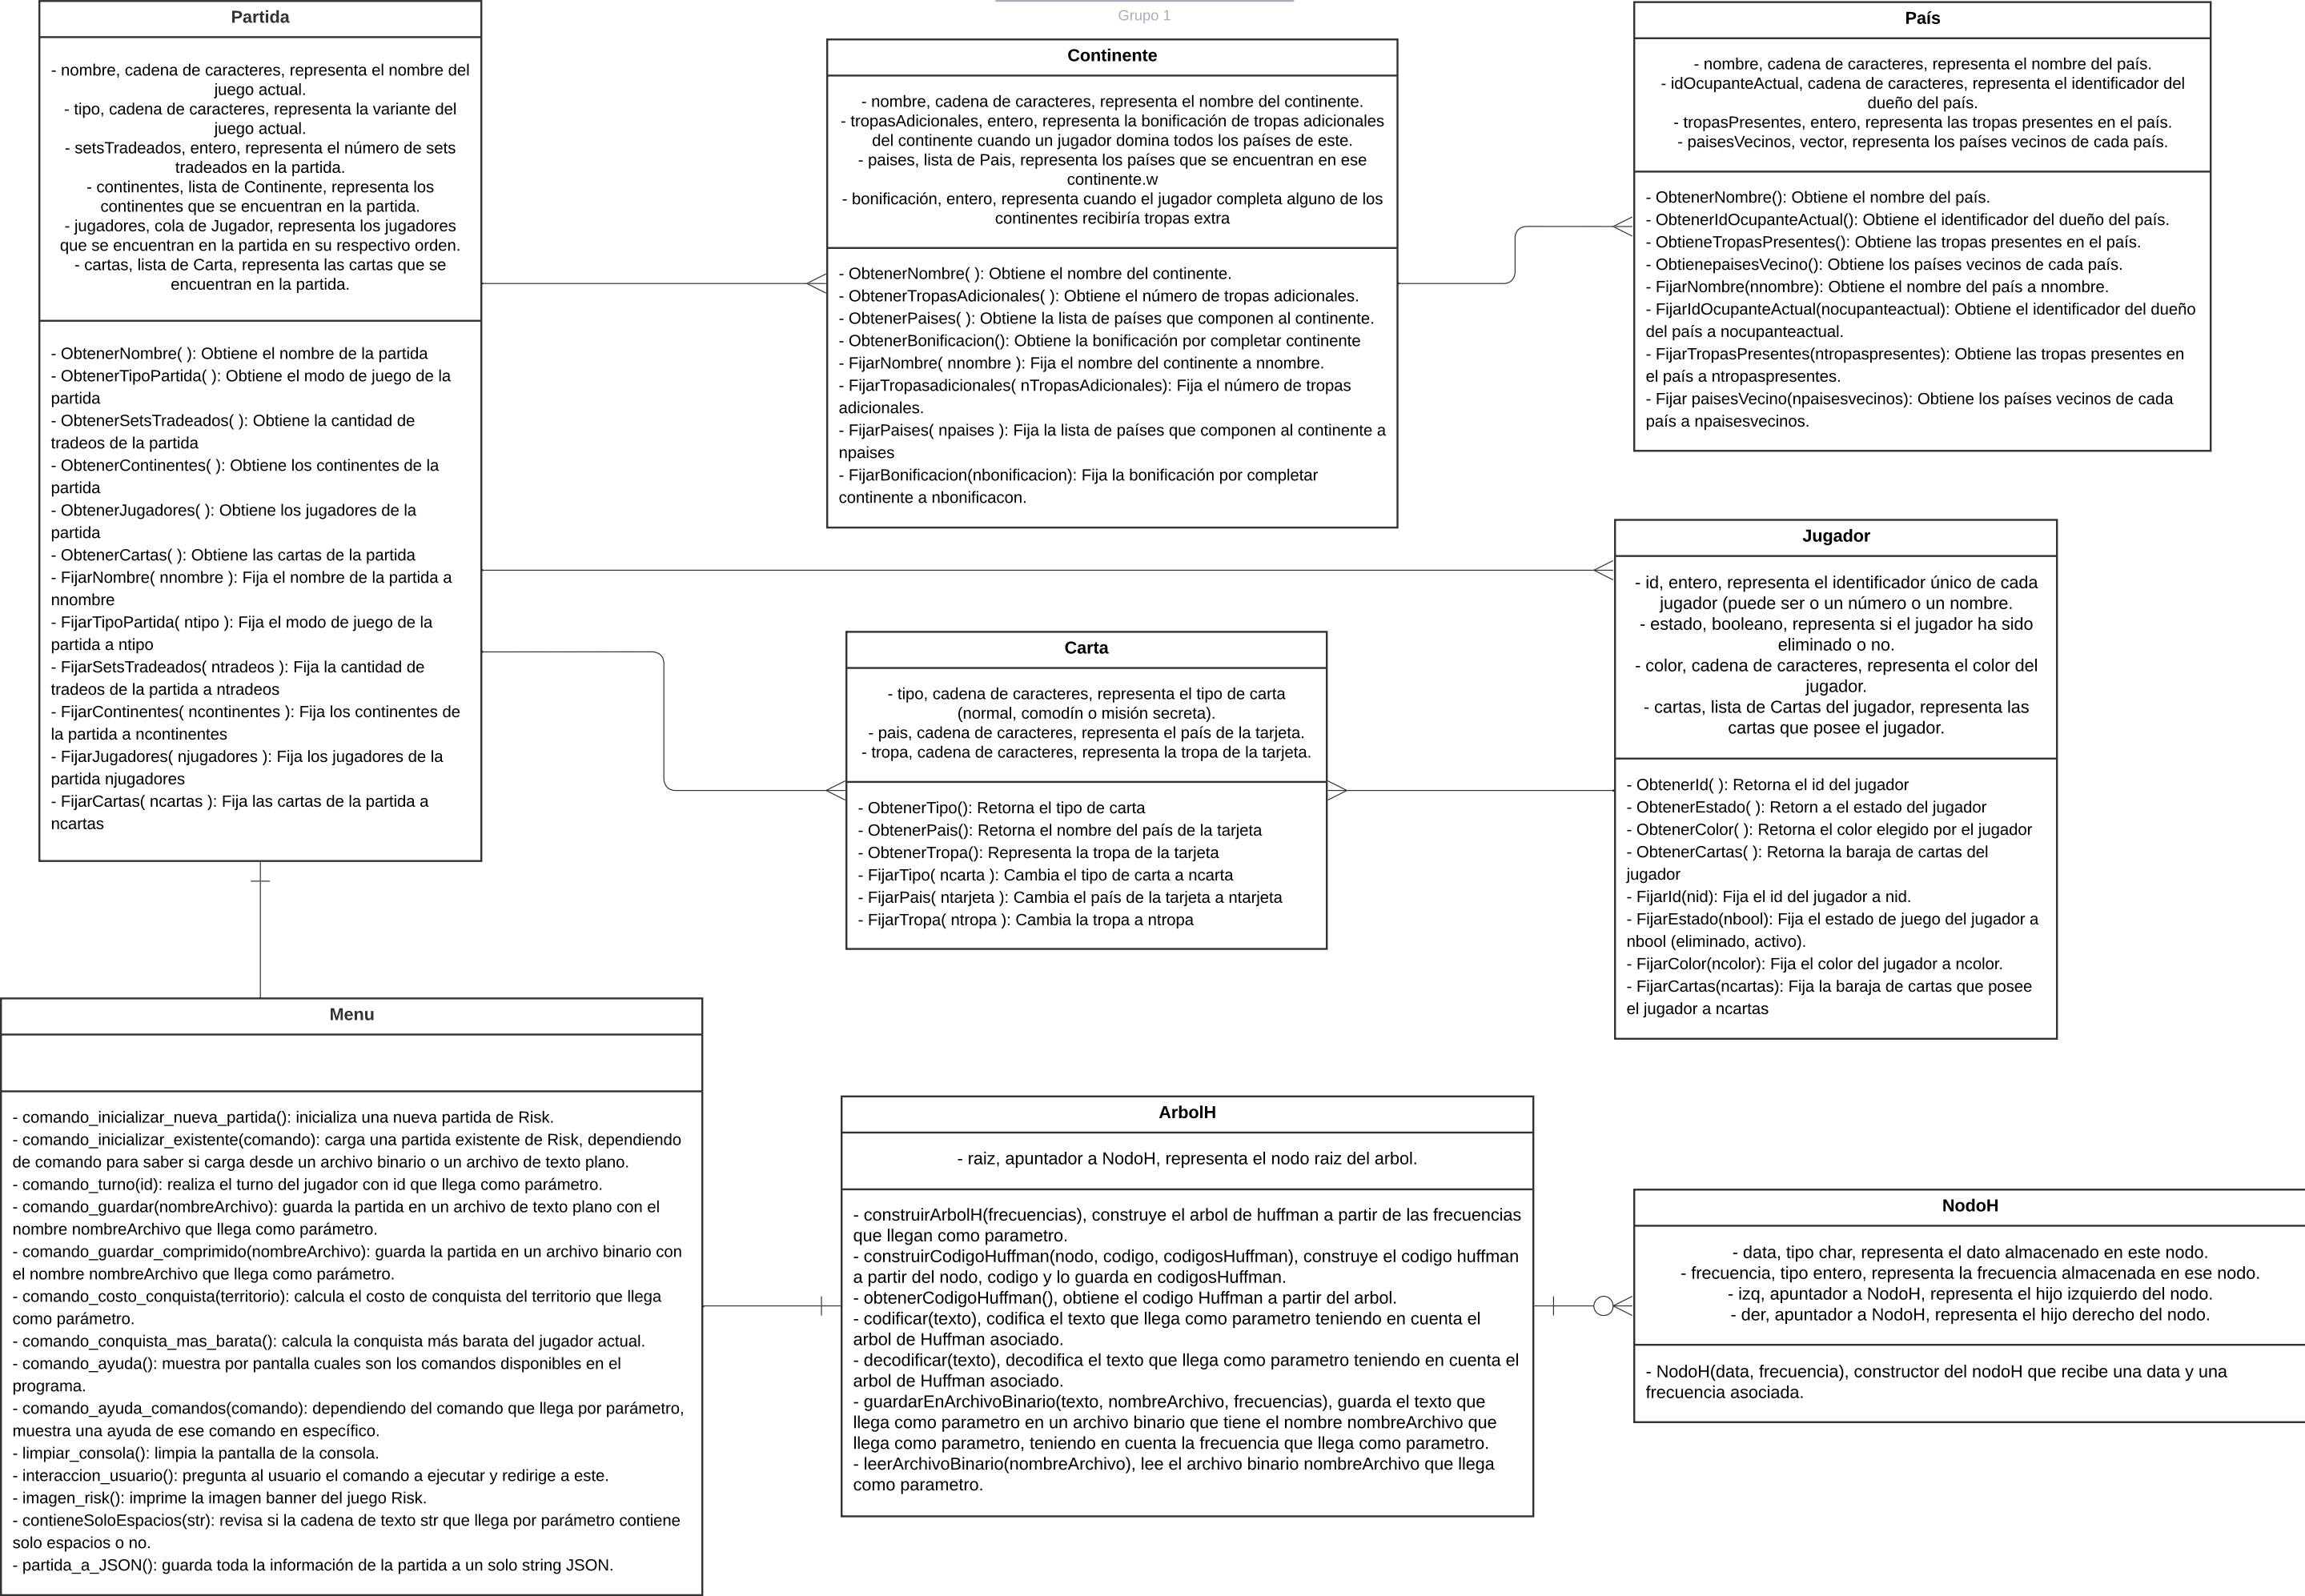 Partida
- nombre, cadena de caracteres, representa el nombre del
juego actual.
- tipo, cadena de caracteres, representa la variante del
juego actual.
- setsTradeados, entero, representa el número de sets
tradeados en la partida.
- continentes, lista de Continente, representa los
continentes que se encuentran en la partida.
- jugadores, cola de Jugador, representa los jugadores
que se encuentran en la partida en su respectivo orden.
- cartas, lista de Carta, representa las cartas que se
encuentran en la partida.
- ObtenerNombre( ): Obtiene el nombre de la partida
- ObtenerTipoPartida( ): Obtiene el modo de juego de la
partida
- ObtenerSetsTradeados( ): Obtiene la cantidad de
tradeos de la partida
- ObtenerContinentes( ): Obtiene los continentes de la
partida
- ObtenerJugadores( ): Obtiene los jugadores de la
partida
- ObtenerCartas( ): Obtiene las cartas de la partida
- FijarNombre( nnombre ): Fija el nombre de la partida a
nnombre
- FijarTipoPartida( ntipo ): Fija el modo de juego de la
partida a ntipo
- FijarSetsTradeados( ntradeos ): Fija la cantidad de
tradeos de la partida a ntradeos
- FijarContinentes( ncontinentes ): Fija los continentes de
la partida a ncontinentes
- FijarJugadores( njugadores ): Fija los jugadores de la
partida njugadores
- FijarCartas( ncartas ): Fija las cartas de la partida a
ncartas
Grupo 1
Continente
- nombre, cadena de caracteres, representa el nombre del continente.
- tropasAdicionales, entero, representa la bonificación de tropas adicionales
del continente cuando un jugador domina todos los países de este.
- paises, lista de Pais, representa los países que se encuentran en ese
continente.w
- bonificación, entero, representa cuando el jugador completa alguno de los
continentes recibiría tropas extra
- ObtenerNombre( ): Obtiene el nombre del continente.
- ObtenerTropasAdicionales( ): Obtiene el número de tropas adicionales.
- ObtenerPaises( ): Obtiene la lista de países que componen al continente.
- ObtenerBonificacion(): Obtiene la bonificación por completar continente
- FijarNombre( nnombre ): Fija el nombre del continente a nnombre.
- FijarTropasadicionales( nTropasAdicionales): Fija el número de tropas
adicionales.
- FijarPaises( npaises ): Fija la lista de países que componen al continente a
npaises
- FijarBonificacion(nbonificacion): Fija la bonificación por completar
continente a nbonificacon.
País
- nombre, cadena de caracteres, representa el nombre del país.
- idOcupanteActual, cadena de caracteres, representa el identificador del
dueño del país.
- tropasPresentes, entero, representa las tropas presentes en el país.
- paisesVecinos, vector, representa los países vecinos de cada país.
- ObtenerNombre(): Obtiene el nombre del país.
- ObtenerIdOcupanteActual(): Obtiene el identificador del dueño del país.
- ObtieneTropasPresentes(): Obtiene las tropas presentes en el país.
- ObtienepaisesVecino(): Obtiene los países vecinos de cada país.
- FijarNombre(nnombre): Obtiene el nombre del país a nnombre.
- FijarIdOcupanteActual(nocupanteactual): Obtiene el identificador del dueño
del país a nocupanteactual.
- FijarTropasPresentes(ntropaspresentes): Obtiene las tropas presentes en
el país a ntropaspresentes.
- Fijar paisesVecino(npaisesvecinos): Obtiene los países vecinos de cada
país a npaisesvecinos.
Jugador
- id, entero, representa el identificador único de cada
jugador (puede ser o un número o un nombre.
- estado, booleano, representa si el jugador ha sido
eliminado o no.
- color, cadena de caracteres, representa el color del
jugador.
- cartas, lista de Cartas del jugador, representa las
cartas que posee el jugador.
- ObtenerId( ): Retorna el id del jugador
- ObtenerEstado( ): Retorn a el estado del jugador
- ObtenerColor( ): Retorna el color elegido por el jugador
- ObtenerCartas( ): Retorna la baraja de cartas del
jugador
- FijarId(nid): Fija el id del jugador a nid.
- FijarEstado(nbool): Fija el estado de juego del jugador a
nbool (eliminado, activo).
- FijarColor(ncolor): Fija el color del jugador a ncolor.
- FijarCartas(ncartas): Fija la baraja de cartas que posee
el jugador a ncartas
Carta
- tipo, cadena de caracteres, representa el tipo de carta
(normal, comodín o misión secreta).
- pais, cadena de caracteres, representa el país de la tarjeta.
- tropa, cadena de caracteres, representa la tropa de la tarjeta.
- ObtenerTipo(): Retorna el tipo de carta
- ObtenerPais(): Retorna el nombre del país de la tarjeta
- ObtenerTropa(): Representa la tropa de la tarjeta
- FijarTipo( ncarta ): Cambia el tipo de carta a ncarta
- FijarPais( ntarjeta ): Cambia el país de la tarjeta a ntarjeta
- FijarTropa( ntropa ): Cambia la tropa a ntropa
Menu
- comando_inicializar_nueva_partida(): inicializa una nueva partida de Risk.
- comando_inicializar_existente(comando): carga una partida existente de Risk, dependiendo
de comando para saber si carga desde un archivo binario o un archivo de texto plano.
- comando_turno(id): realiza el turno del jugador con id que llega como parámetro.
- comando_guardar(nombreArchivo): guarda la partida en un archivo de texto plano con el
nombre nombreArchivo que llega como parámetro.
- comando_guardar_comprimido(nombreArchivo): guarda la partida en un archivo binario con
el nombre nombreArchivo que llega como parámetro.
- comando_costo_conquista(territorio): calcula el costo de conquista del territorio que llega
como parámetro.
- comando_conquista_mas_barata(): calcula la conquista más barata del jugador actual.
- comando_ayuda(): muestra por pantalla cuales son los comandos disponibles en el
programa.
- comando_ayuda_comandos(comando): dependiendo del comando que llega por parámetro,
muestra una ayuda de ese comando en específico.
- limpiar_consola(): limpia la pantalla de la consola.
- interaccion_usuario(): pregunta al usuario el comando a ejecutar y redirige a este.
- imagen_risk(): imprime la imagen banner del juego Risk.
- contieneSoloEspacios(str): revisa si la cadena de texto str que llega por parámetro contiene
solo espacios o no.
- partida_a_JSON(): guarda toda la información de la partida a un solo string JSON.
ArbolH
- raiz, apuntador a NodoH, representa el nodo raiz del arbol.
- construirArbolH(frecuencias), construye el arbol de huffman a partir de las frecuencias
que llegan como parametro.
- construirCodigoHuffman(nodo, codigo, codigosHuffman), construye el codigo huffman
a partir del nodo, codigo y lo guarda en codigosHuffman.
- obtenerCodigoHuffman(), obtiene el codigo Huffman a partir del arbol.
- codificar(texto), codifica el texto que llega como parametro teniendo en cuenta el
arbol de Huffman asociado.
- decodificar(texto), decodifica el texto que llega como parametro teniendo en cuenta el
arbol de Huffman asociado.
- guardarEnArchivoBinario(texto, nombreArchivo, frecuencias), guarda el texto que
llega como parametro en un archivo binario que tiene el nombre nombreArchivo que
llega como parametro, teniendo en cuenta la frecuencia que llega como parametro.
- leerArchivoBinario(nombreArchivo), lee el archivo binario nombreArchivo que llega
como parametro.
NodoH
- data, tipo char, representa el dato almacenado en este nodo.
- frecuencia, tipo entero, representa la frecuencia almacenada en ese nodo.
- izq, apuntador a NodoH, representa el hijo izquierdo del nodo.
- der, apuntador a NodoH, representa el hijo derecho del nodo.
- NodoH(data, frecuencia), constructor del nodoH que recibe una data y una
frecuencia asociada.